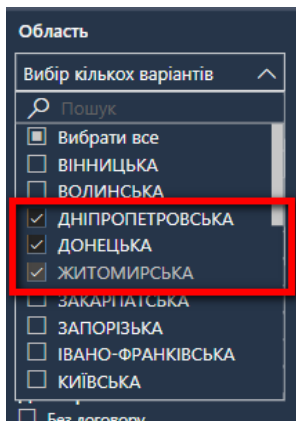 Область
Вибір кількох варіантів
Пошук
Вибрати все
ВІННИЦЬКА
ВОЛИНСЬКА
ДНІПРОПЕТРОВСЬКА
ДОНЕЦЬКА
ЖИТОМИРСЬКА
ЗАКАРПАТСЬКА
ЗАПОРІЗЬКА
ІВАНО-ФРАНКІВСЬКА
КИЇВСЬКА
Без договору